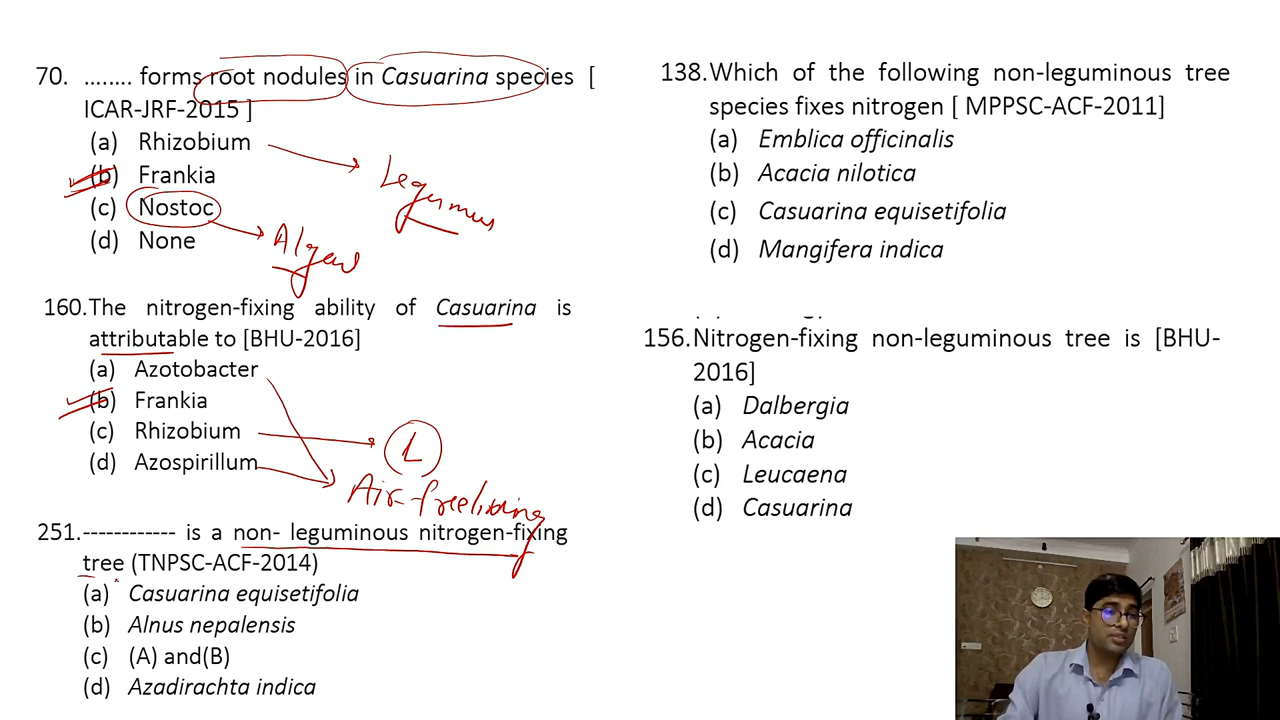 70. ........ forms root nodules in Casuarina species [
ICAR-JRF-2015 ]
(a) Rhizobium
(b) Frankia
(c) Nostoc
(d) None
Legumes
Algeal
160.The nitrogen-fixing ability of Casuarina is
attributable to [BHU-2016]
(a) Azotobacter
(b) Frankia
(c) Rhizobium
(d) Azospirillum
L
Air-freeliving
251.------------ is a non- leguminous nitrogen-fixing
tree (TNPSC-ACF-2014)
(a) Casuarina equisetifolia
(b) Alnus nepalensis
(c) (A) and(B)
(d) Azadirachta indica
138.Which of the following non-leguminous tree
species fixes nitrogen [ MPPSC-ACF-2011]
(a) Emblica officinalis
(b) Acacia nilotica
(c) Casuarina equisetifolia
(d) Mangifera indica
156.Nitrogen-fixing non-leguminous tree is [BHU-
2016]
(a) Dalbergia
(b) Acacia
(c) Leucaena
(d) Casuarina